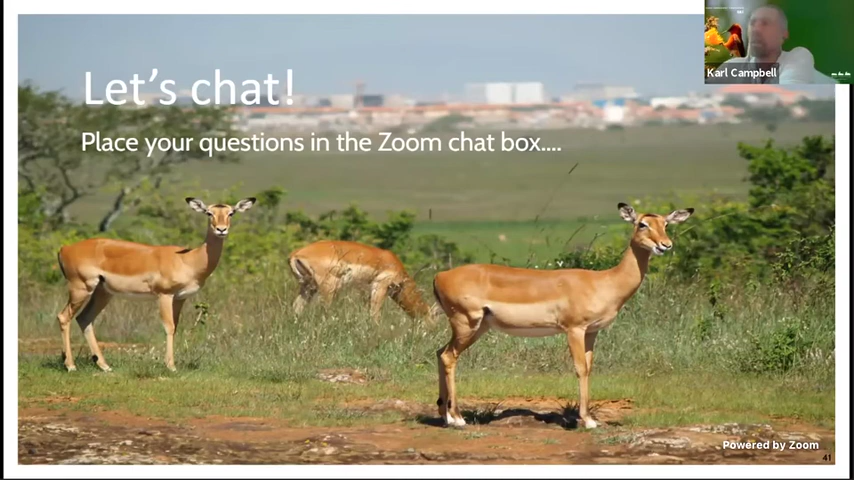 Let's chat!
Place your questions in the Zoom chat box....
Karl Campbell
Powered by Zoom
41